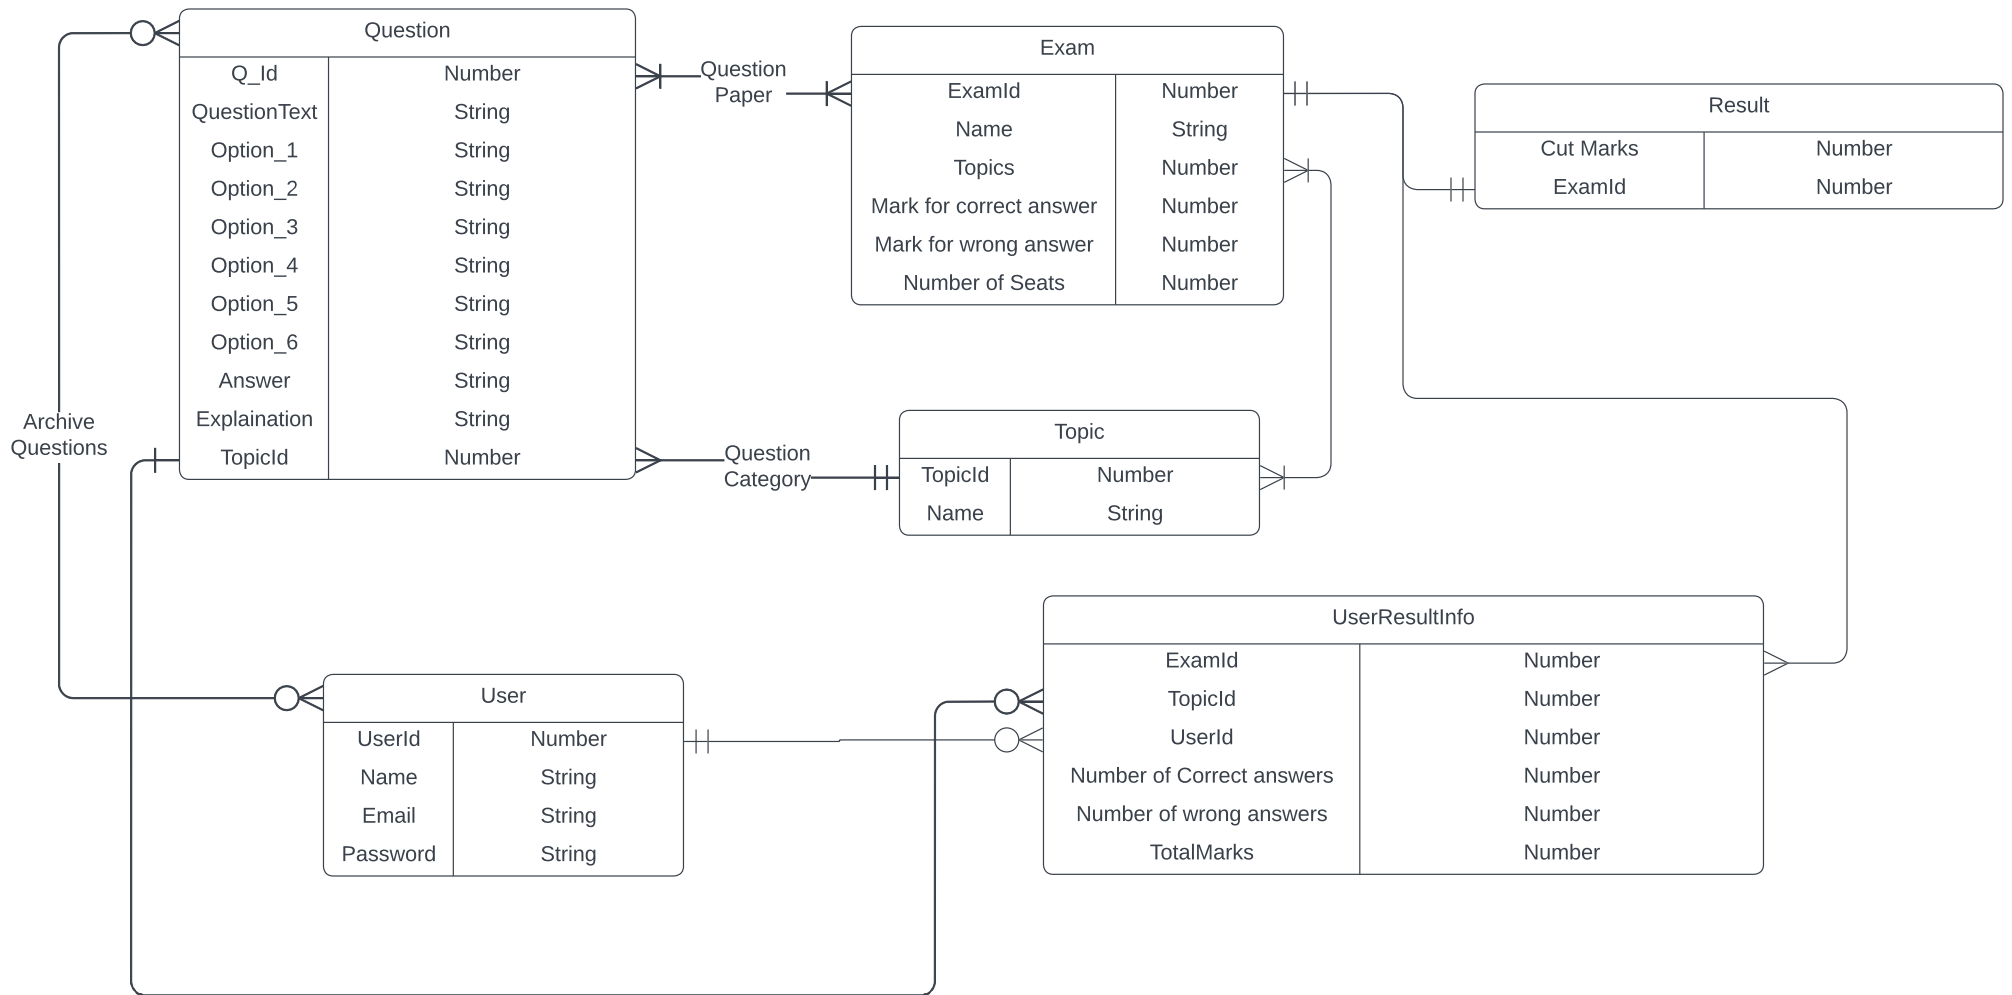 Question
Q_Id Number
QuestionText String
Option_1 String
Option_2 String
Option_3 String
Option_4 String
Option_5 String
Option_6 String
Answer String
Explaination String
TopicId Number
Question
Paper
Exam
ExamId Number
Name String
Topics Number
Mark for correct answer Number
Mark for wrong answer Number
Number of Seats Number
Result
Cut Marks Number
ExamId Number
Archive
Questions
Question
Category
Topic
TopicId Number
Name String
User
UserId Number
Name String
Email String
Password String
UserResultInfo
ExamId Number
TopicId Number
UserId Number
Number of Correct answers Number
Number of wrong answers Number
TotalMarks Number